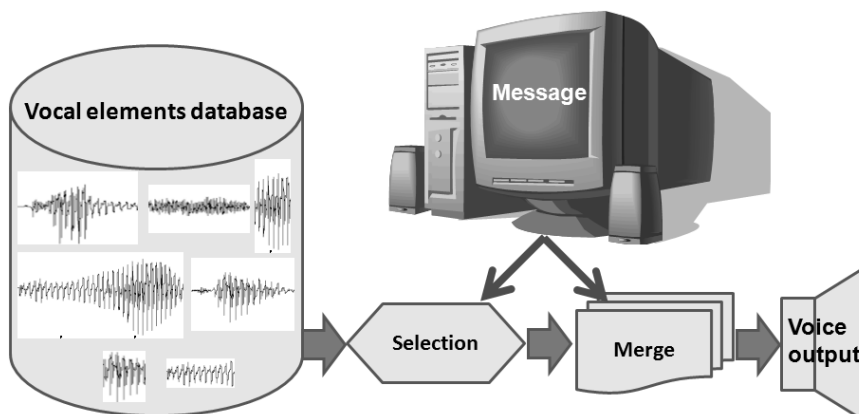 Vocal elements database
Message
Selection
Merge
Voice
output